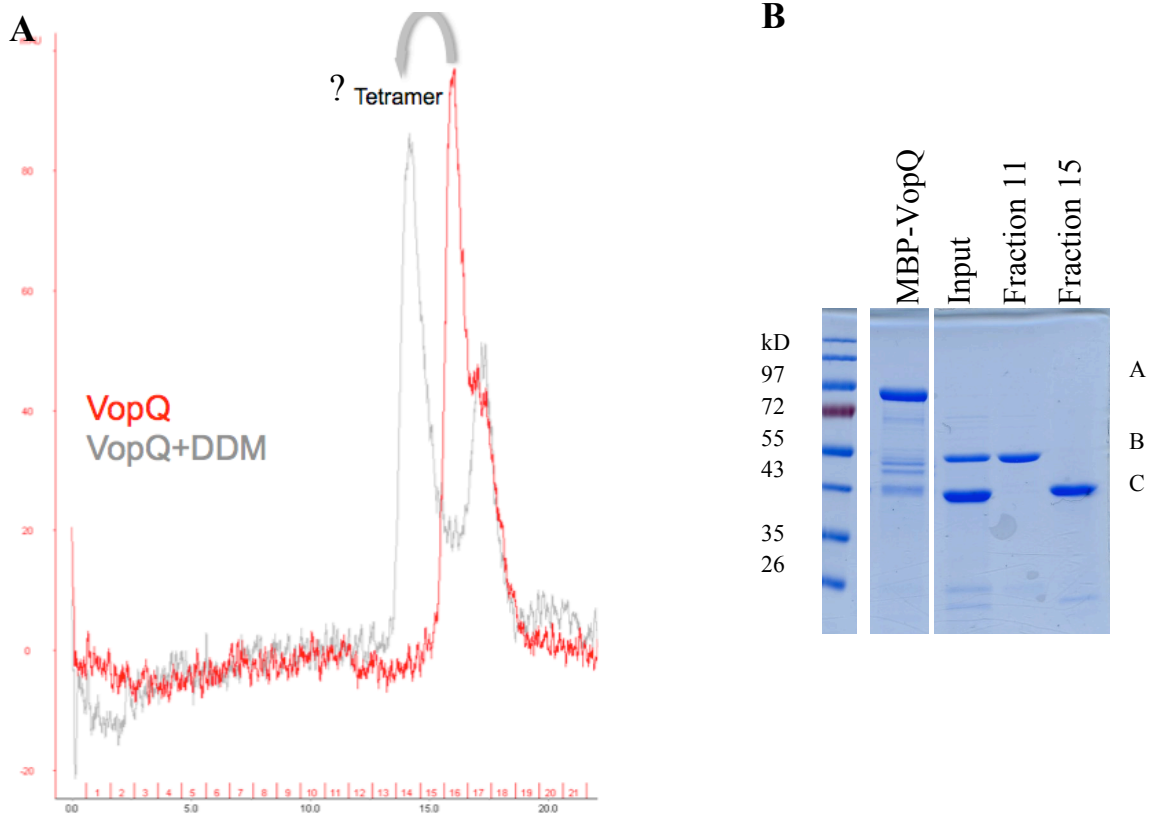 A
B
? Tetramer
80
60
40
20
0
-20
VopQ
VopQ+DDM
1 2 3 4 5 6 7 8 9 10 11 12 13 14 15 16 17 18 19 20 21
0.0 5.0 10.0 15.0 20.0
MBP-VopQ
Input
Fraction 11
Fraction 15
kD
97
72
55
43
35
26
A
B
C